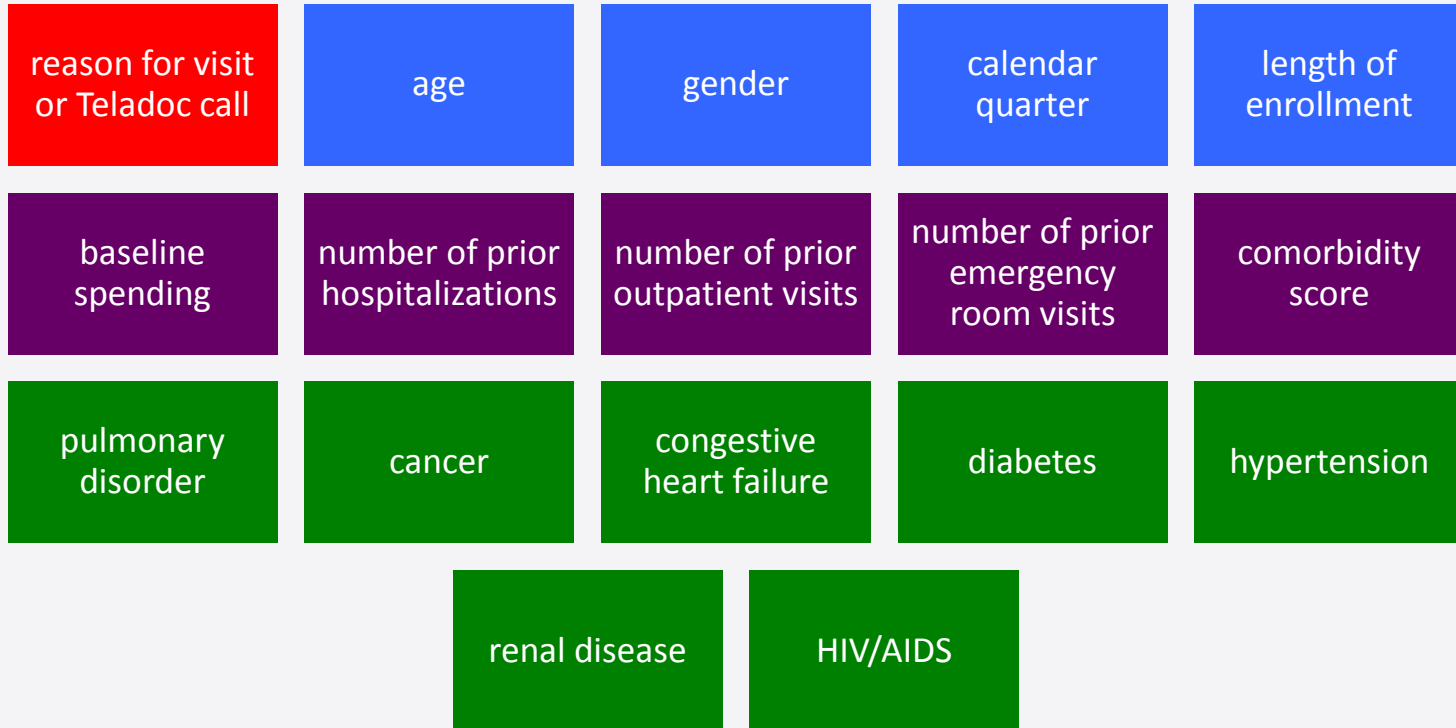 reason for visit
or Teladoc call
age
gender
calendar
quarter
length of
enrollment
baseline
spending
number of prior
hospitalizations
number of prior
outpatient visits
number of prior
emergency
room visits
comorbidity
score
pulmonary
disorder
cancer
congestive
heart failure
diabetes
hypertension
renal disease
HIV/AIDS